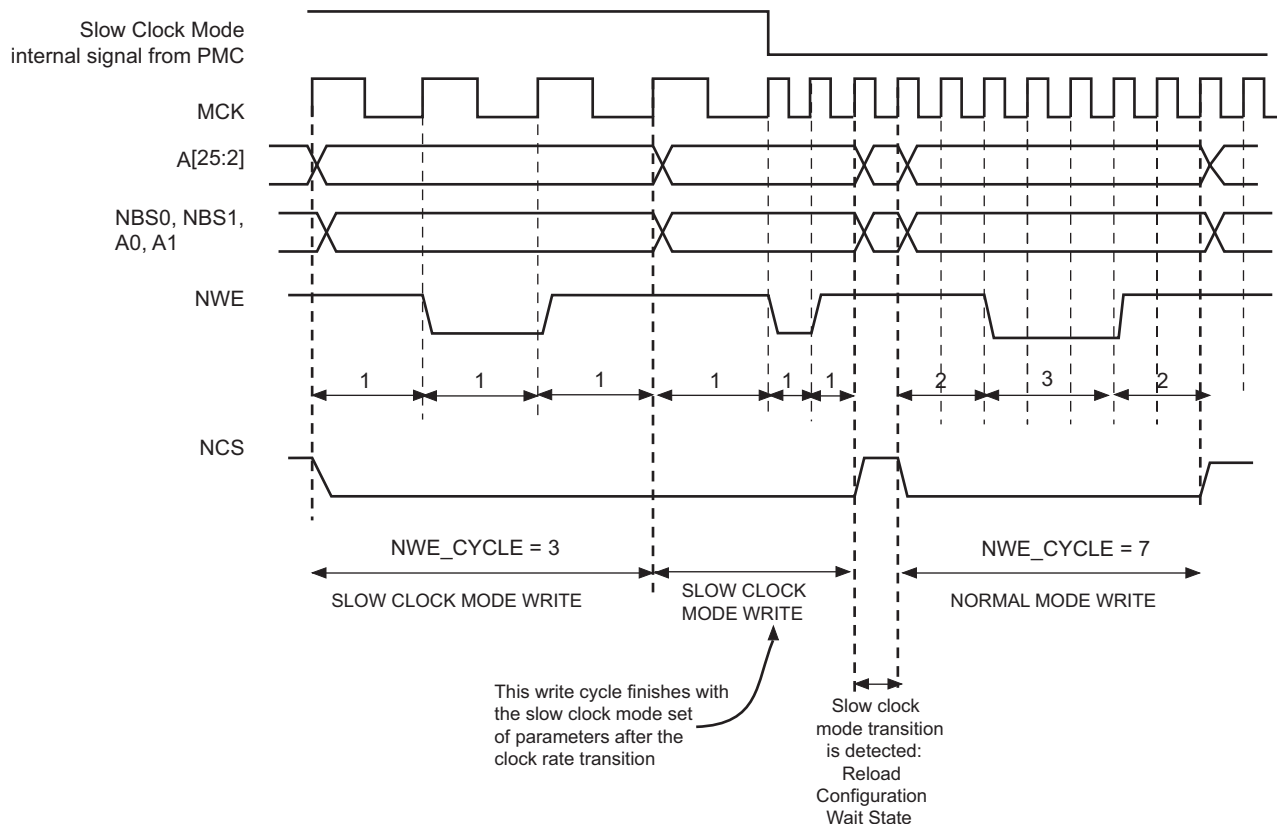 Slow Clock Mode
internal signal from PMC
MCK
A[25:2]
NBS0, NBS1,
A0, A1
NWE
1 1 1 1 1 1 2 3 2
NCS
NWE_CYCLE = 3
NWE_CYCLE = 7
SLOW CLOCK MODE WRITE
SLOW CLOCK
MODE WRITE
NORMAL MODE WRITE
This write cycle finishes with
the slow clock mode set
of parameters after the
clock rate transition
Slow clock
mode transition
is detected:
Reload
Configuration
Wait State